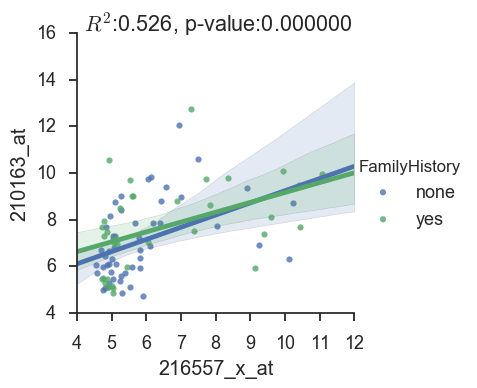 R²:0.526, p-value:0.000000
16
14
12
10
8
6
4
210163_at
4 5 6 7 8 9 10 11 12
216557_x_at
FamilyHistory
none
yes